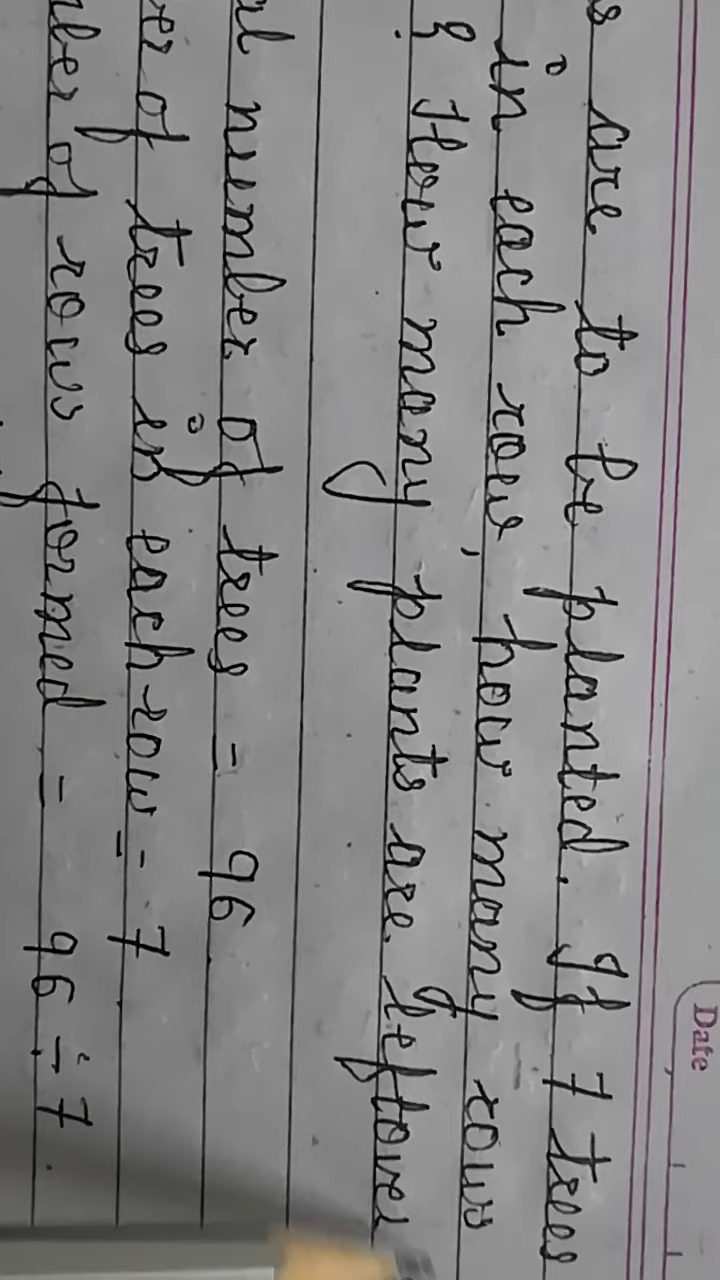 Date
are to be planted. If 7 trees
in each row, how many rows
? How many plants are leftover
number of trees = 96
of trees in each row = 7
of rows formed = 96 ÷ 7